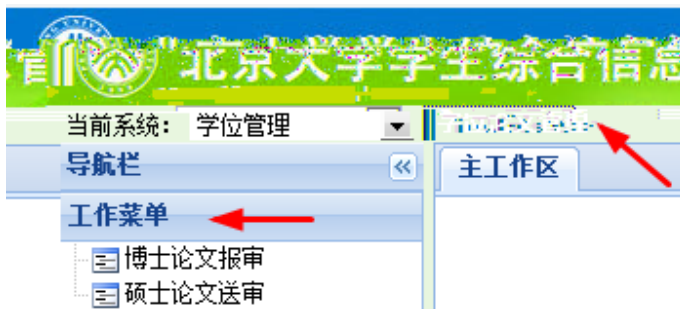 北京大学学生综合信息
当前系统： 学位管理
导航栏
主工作区
工作菜单
博士论文报审
硕士论文送审